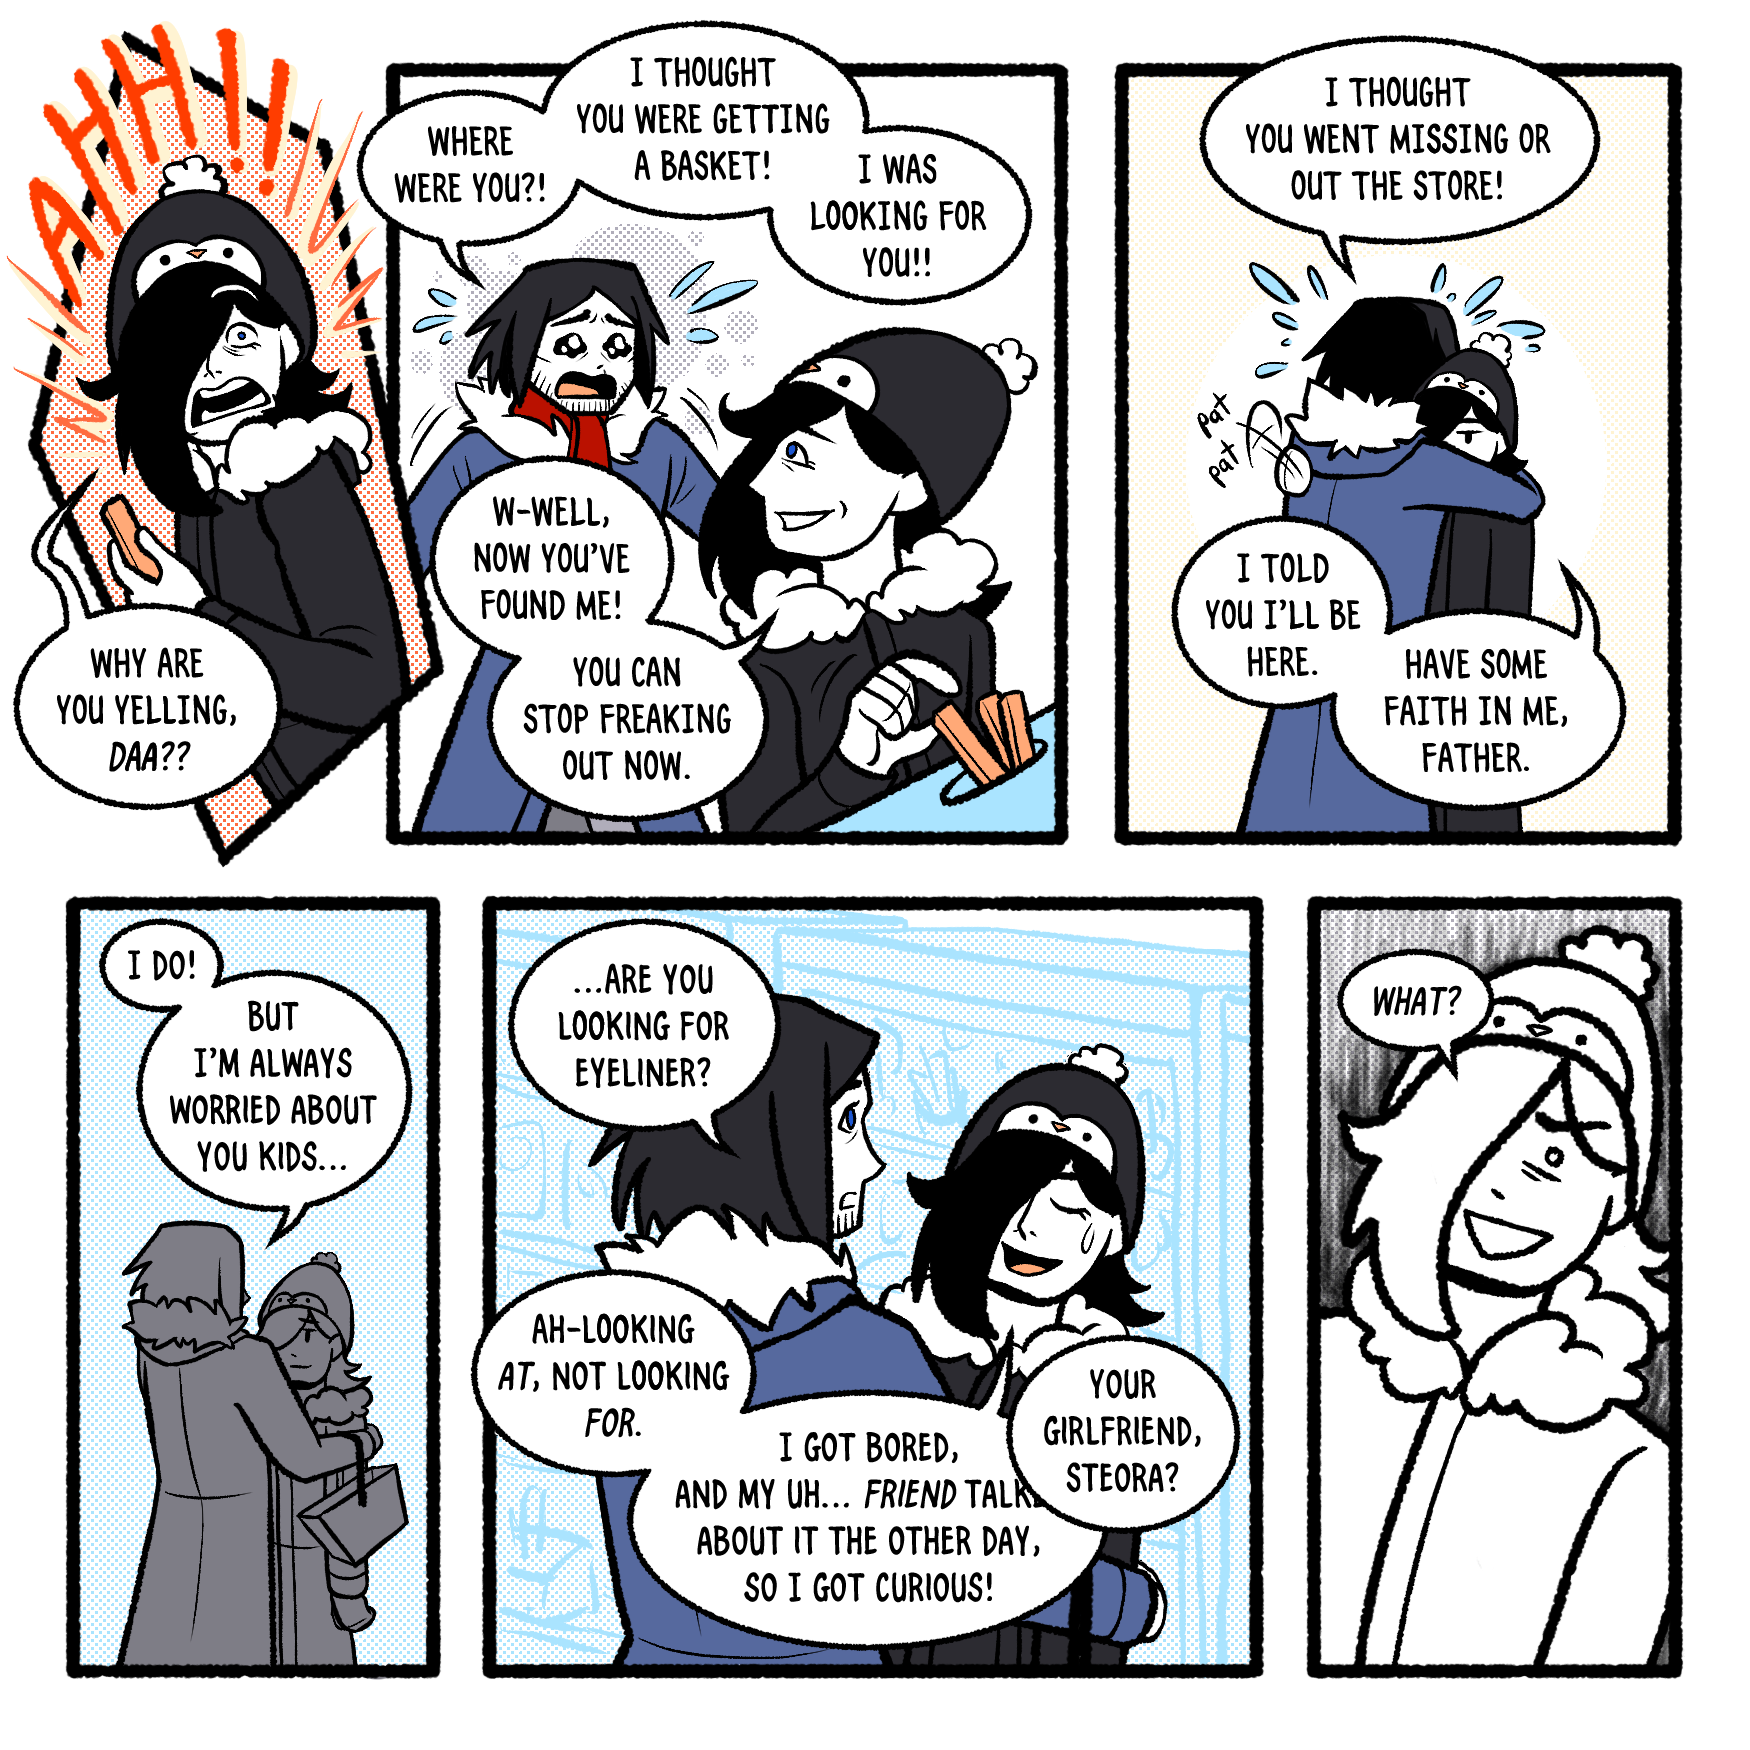 AHH!!
WHY ARE
YOU YELLING,
DAA??
WHERE
WERE YOU?!
I THOUGHT
YOU WERE GETTING
A BASKET!
I WAS
LOOKING FOR
YOU!!
W-WELL,
NOW YOU'VE
FOUND ME!
YOU CAN
STOP FREAKING
OUT NOW.
I THOUGHT
YOU WENT MISSING OR
OUT THE STORE!
pat
pat
I TOLD
YOU I'LL BE
HERE.
HAVE SOME
FAITH IN ME,
FATHER.
I DO!
BUT
I'M ALWAYS
WORRIED ABOUT
YOU KIDS...
...ARE YOU
LOOKING FOR
EYELINER?
AH-LOOKING
AT, NOT LOOKING
FOR.
I GOT BORED,
AND MY UH... FRIEND TALK
ABOUT IT THE OTHER DAY,
SO I GOT CURIOUS!
YOUR
GIRLFRIEND,
STEORA?
WHAT?